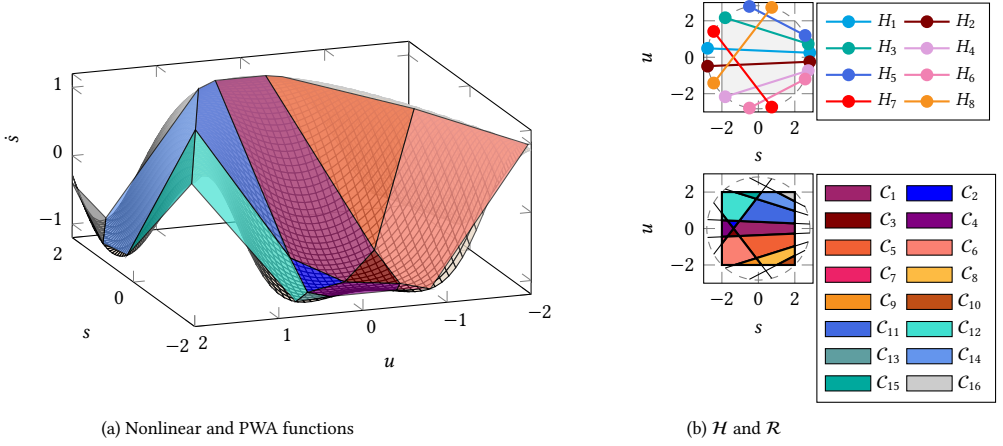 1
0
−1
ṡ
2
0
−2
s
2
1
0
−1
−2
u
(a) Nonlinear and PWA functions
2
0
−2
u
−2 0 2
s
H1 H2
H3 H4
H5 H6
H7 H8
2
0
−2
u
−2 0 2
s
C1 C2
C3 C4
C5 C6
C7 C8
C9 C10
C11 C12
C13 C14
C15 C16
(b) H and R